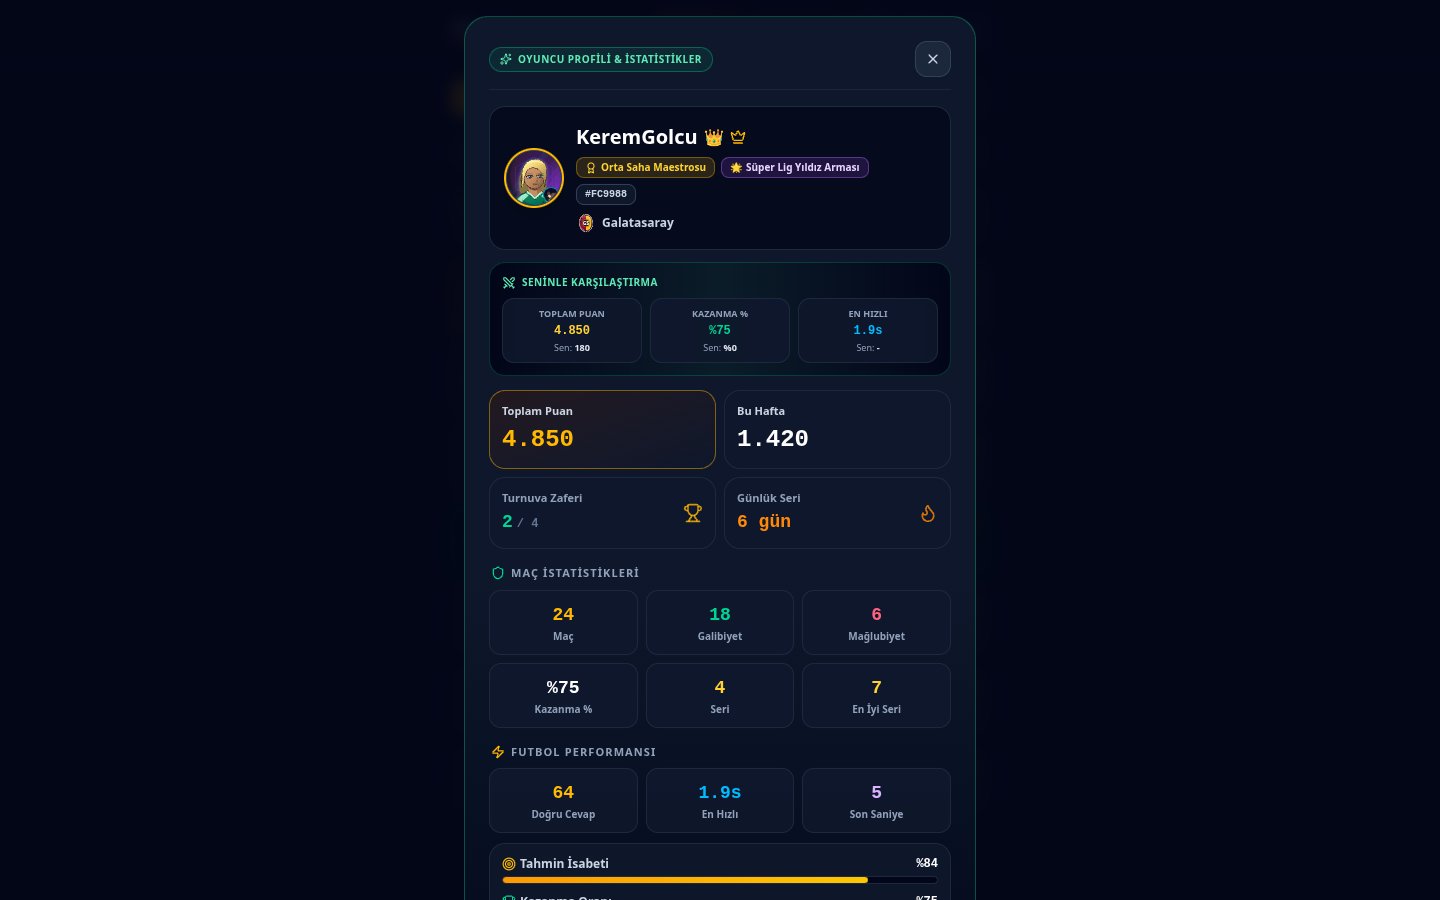 OYUNCU PROFİLİ & İSTATİSTİKLER
KeremGolcu 👑
Orta Saha Maestrosu
🌟 Süper Lig Yıldız Arması
#FC9988
Galatasaray
SENİNLE KARŞILAŞTIRMA
TOPLAM PUAN
4.850
Sen: 180
KAZANMA %
%75
Sen: %0
EN HIZLI
1.9s
Sen: -
Toplam Puan
4.850
Bu Hafta
1.420
Turnuva Zaferi
2 / 4
Günlük Seri
6 gün
MAÇ İSTATİSTİKLERİ
24
Maç
18
Galibiyet
6
Mağlubiyet
%75
Kazanma %
4
Seri
7
En İyi Seri
FUTBOL PERFORMANSI
64
Doğru Cevap
1.9s
En Hızlı
5
Son Saniye
Tahmin İsabeti
%84
Kazanma Oranı
%75